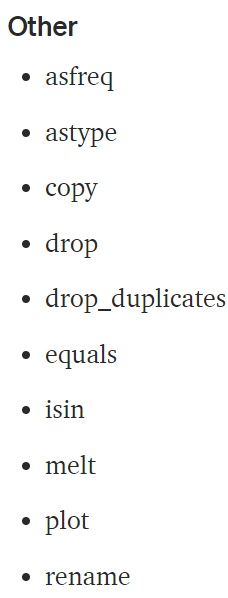 Other
asfreq
astype
copy
drop
drop_duplicates
equals
isin
melt
plot
rename